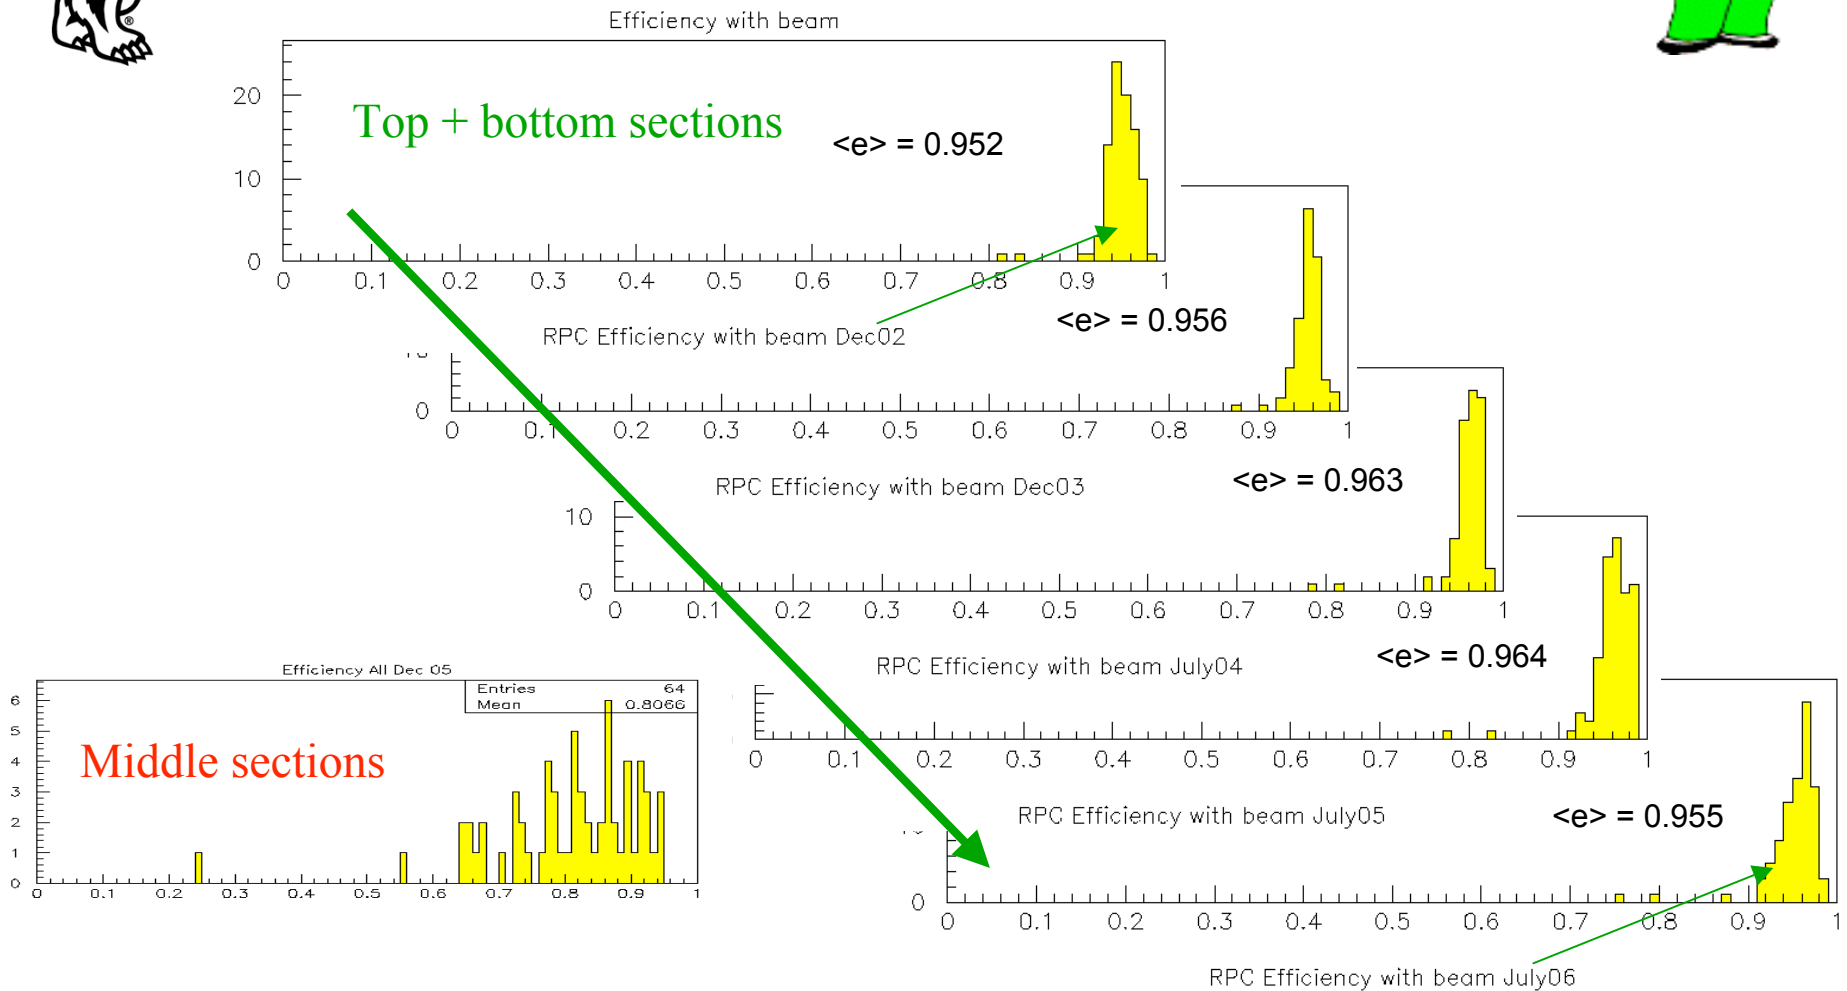 ®
Efficiency with beam
20
10
0
Top + bottom sections
<e> = 0.952
0 0.1 0.2 0.3 0.4 0.5 0.6 0.7 0.8 0.9 1
RPC Efficiency with beam Dec02
<e> = 0.956
0
0 0.1 0.2 0.3 0.4 0.5 0.6 0.7 0.8 0.9 1
RPC Efficiency with beam Dec03
<e> = 0.963
10
0
0 0.1 0.2 0.3 0.4 0.5 0.6 0.7 0.8 0.9 1
RPC Efficiency with beam July04
<e> = 0.964
0 0.1 0.2 0.3 0.4 0.5 0.6 0.7 0.8 0.9 1
RPC Efficiency with beam July05
<e> = 0.955
0
0 0.1 0.2 0.3 0.4 0.5 0.6 0.7 0.8 0.9 1
RPC Efficiency with beam July06
Efficiency All Dec 05
Entries 64
Mean 0.8066
Middle sections
6
5
4
3
2
1
0
0 0.1 0.2 0.3 0.4 0.5 0.6 0.7 0.8 0.9 1